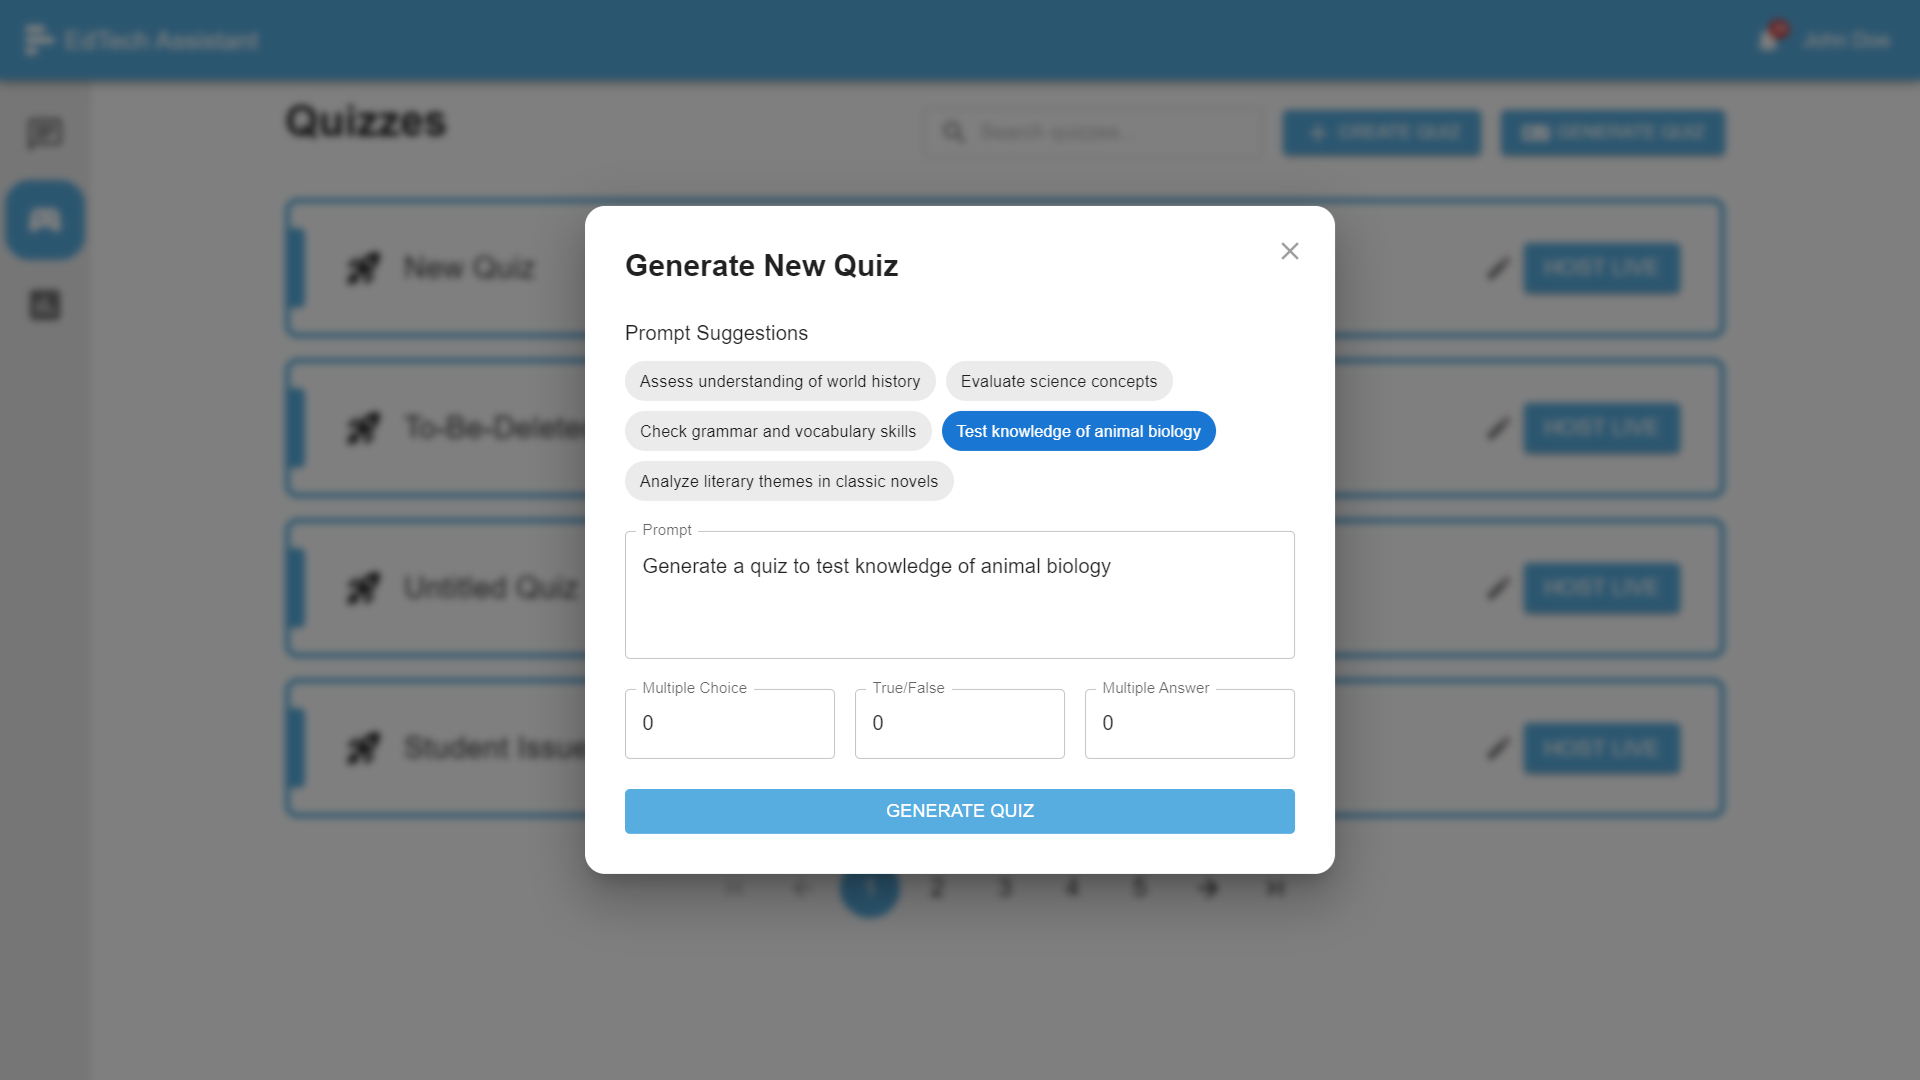 EdTech Assistant
John Doe
Quizzes
Search quizzes...
+ CREATE QUIZ
GENERATE QUIZ
New Quiz
HOST LIVE
To-Be-Delete
HOST LIVE
Untitled Quiz
HOST LIVE
Student Issue
HOST LIVE
Generate New Quiz
Prompt Suggestions
Assess understanding of world history
Evaluate science concepts
Check grammar and vocabulary skills
Test knowledge of animal biology
Analyze literary themes in classic novels
Prompt
Generate a quiz to test knowledge of animal biology
Multiple Choice
0
True/False
0
Multiple Answer
0
GENERATE QUIZ
1 2 3 4 5